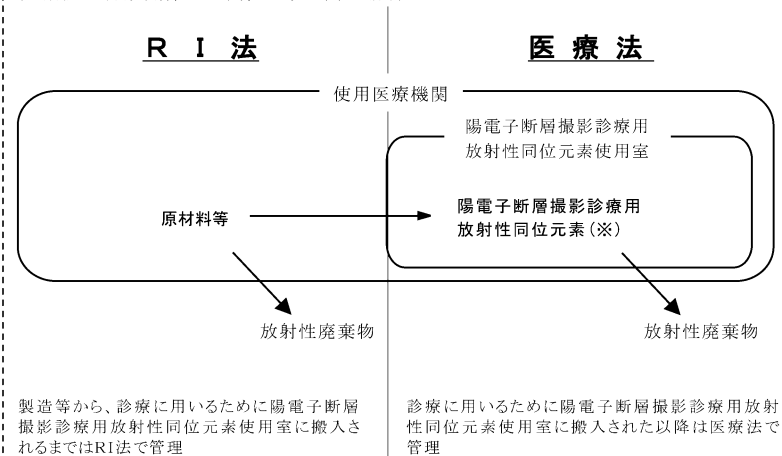 RI法
医療法
使用医療機関
陽電子断層撮影診療用
放射性同位元素使用室
原材料等
陽電子断層撮影診療用
放射性同位元素(※)
放射性廃棄物
放射性廃棄物
製造等から、診療に用いるために陽電子断層
撮影診療用放射性同位元素使用室に搬入さ
れるまではRI法で管理
診療に用いるために陽電子断層撮影診療用放射
性同位元素使用室に搬入された以降は医療法で
管理